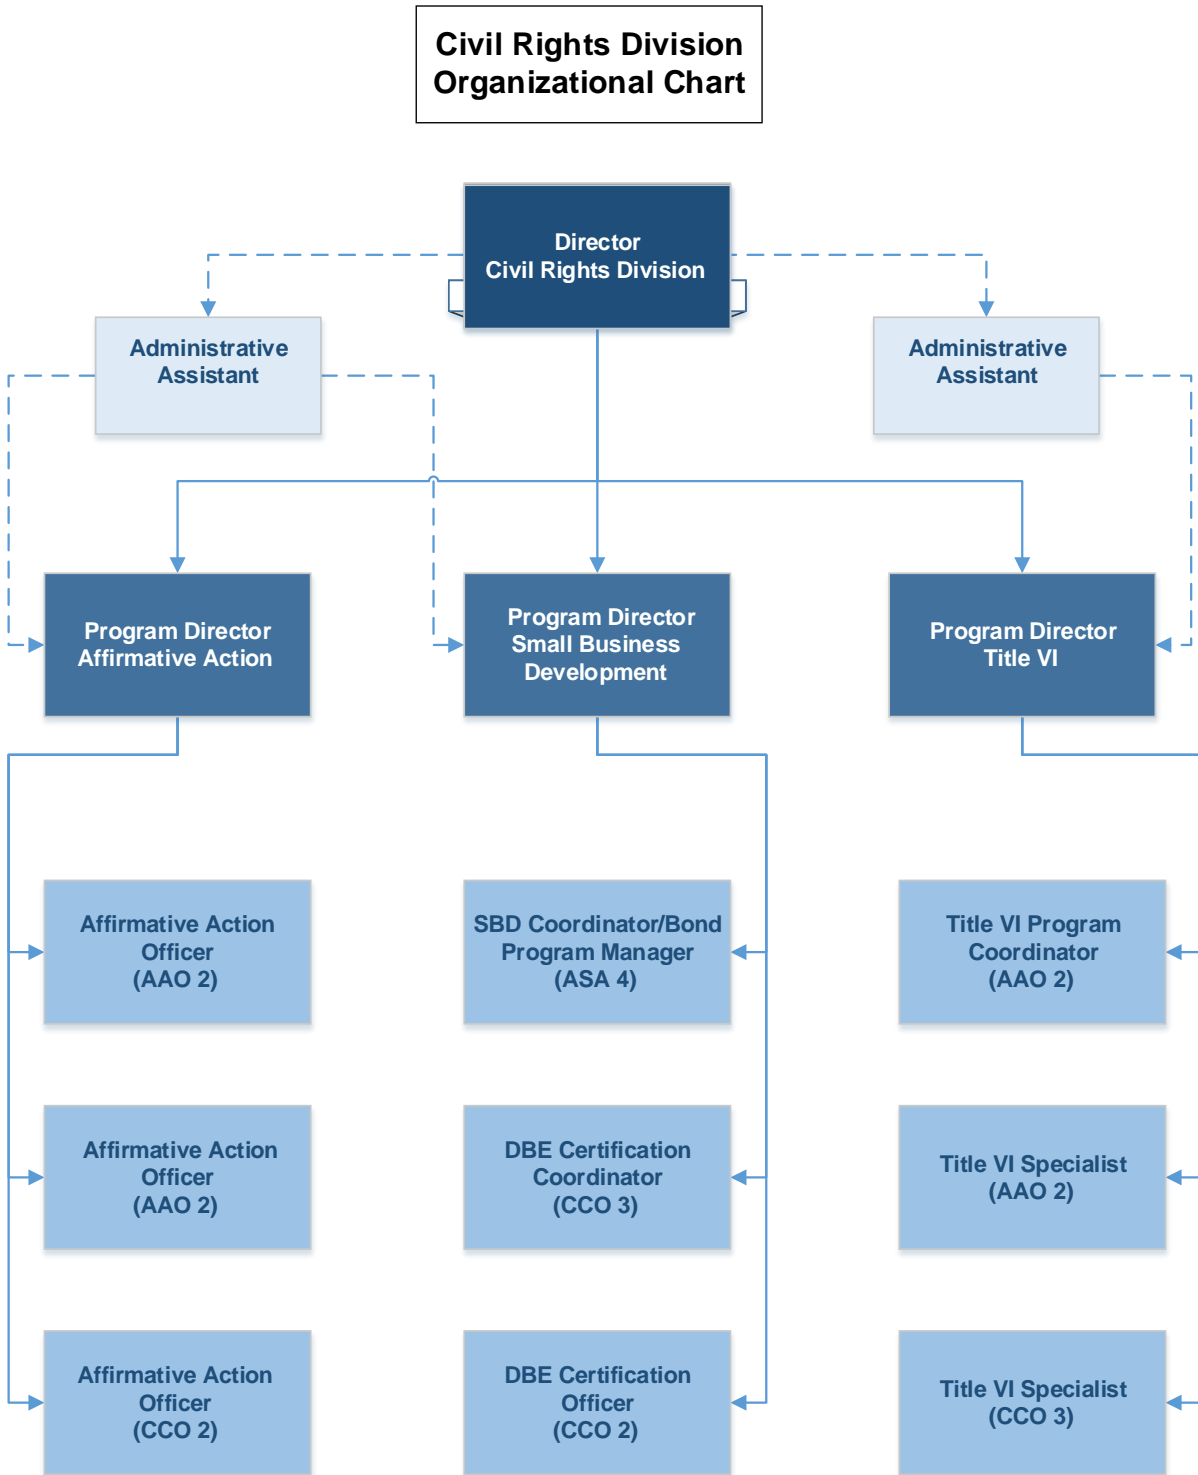 Civil Rights Division
Organizational Chart
Director
Civil Rights Division
Administrative
Assistant
Administrative
Assistant
Program Director
Affirmative Action
Program Director
Small Business
Development
Program Director
Title VI
Affirmative Action
Officer
(AAO 2)
SBD Coordinator/Bond
Program Manager
(ASA 4)
Title VI Program
Coordinator
(AAO 2)
Affirmative Action
Officer
(AAO 2)
DBE Certification
Coordinator
(CCO 3)
Title VI Specialist
(AAO 2)
Affirmative Action
Officer
(CCO 2)
DBE Certification
Officer
(CCO 2)
Title VI Specialist
(CCO 3)